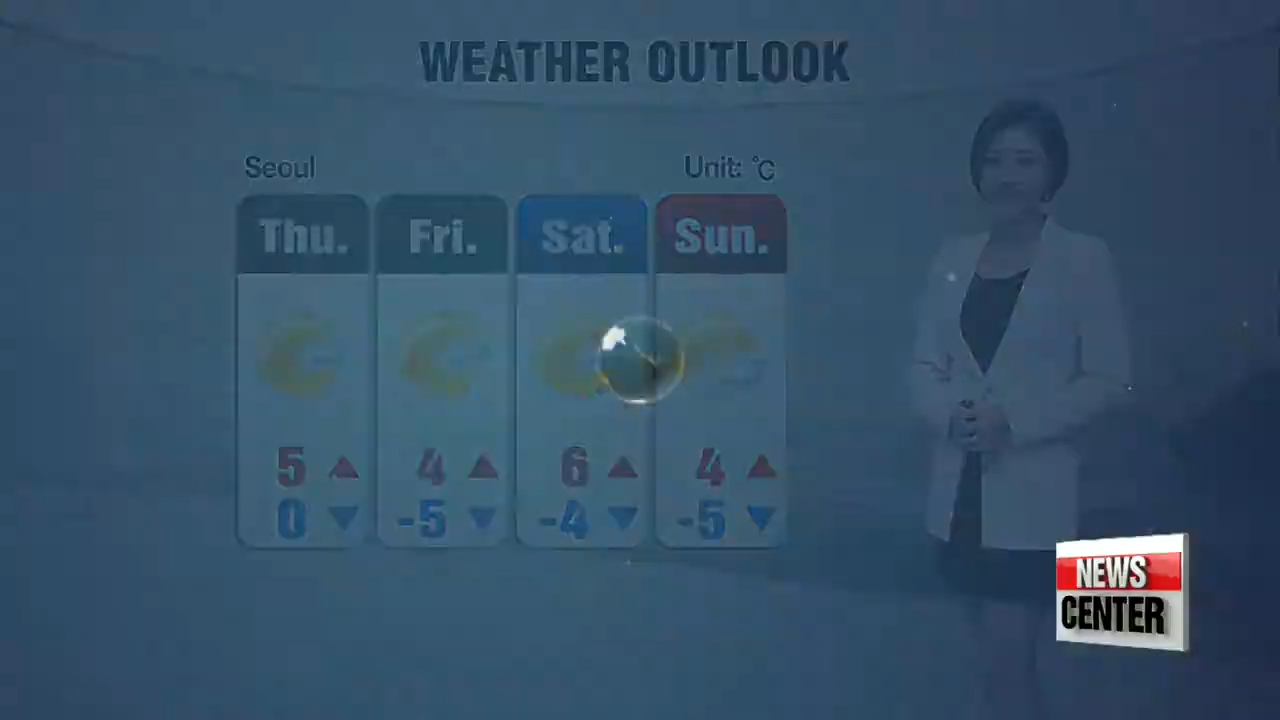 WEATHER OUTLOOK
Seoul Unit: °C
Thu. Fri. Sat. Sun.
5 ▲ 4 ▲ 6 ▲ 4 ▲
0 ▼ -5 ▼ -4 ▼ -5 ▼
NEWS
CENTER